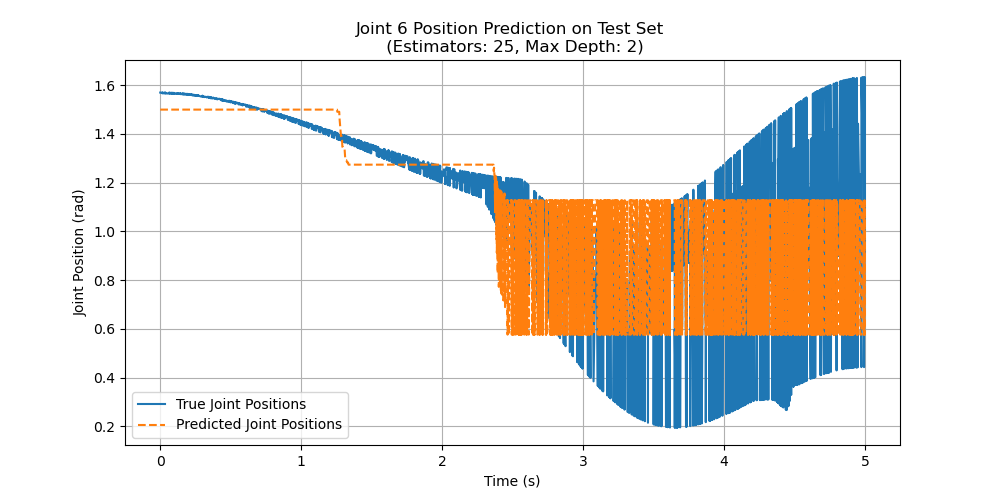 Joint 6 Position Prediction on Test Set
(Estimators: 25, Max Depth: 2)
Joint Position (rad)
1.6
1.4
1.2
1.0
0.8
0.6
0.4
0.2
True Joint Positions
Predicted Joint Positions
0 1 2 3 4 5
Time (s)